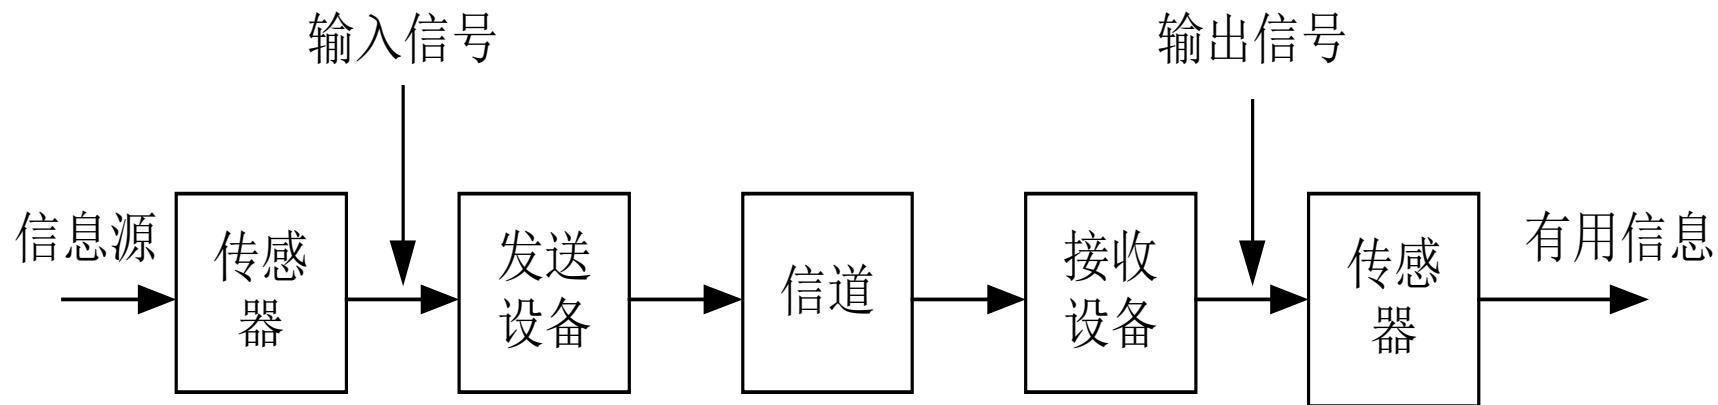 输入信号
输出信号
信息源
传感
器
发送
设备
信道
接收
设备
传感
器
有用信息